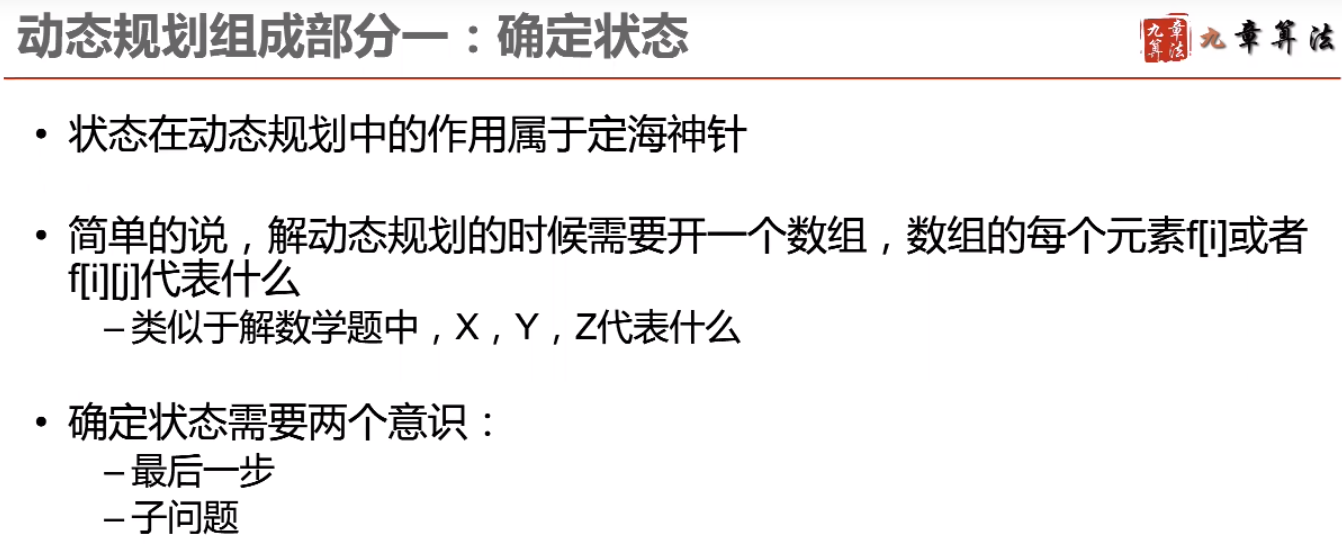 动态规划组成部分一：确定状态
九章算法
九章算法
• 状态在动态规划中的作用属于定海神针
• 简单的说，解动态规划的时候需要开一个数组，数组的每个元素f[i]或者
f[i][j]代表什么
– 类似于解数学题中，X，Y，Z代表什么
• 确定状态需要两个意识：
– 最后一步
– 子问题